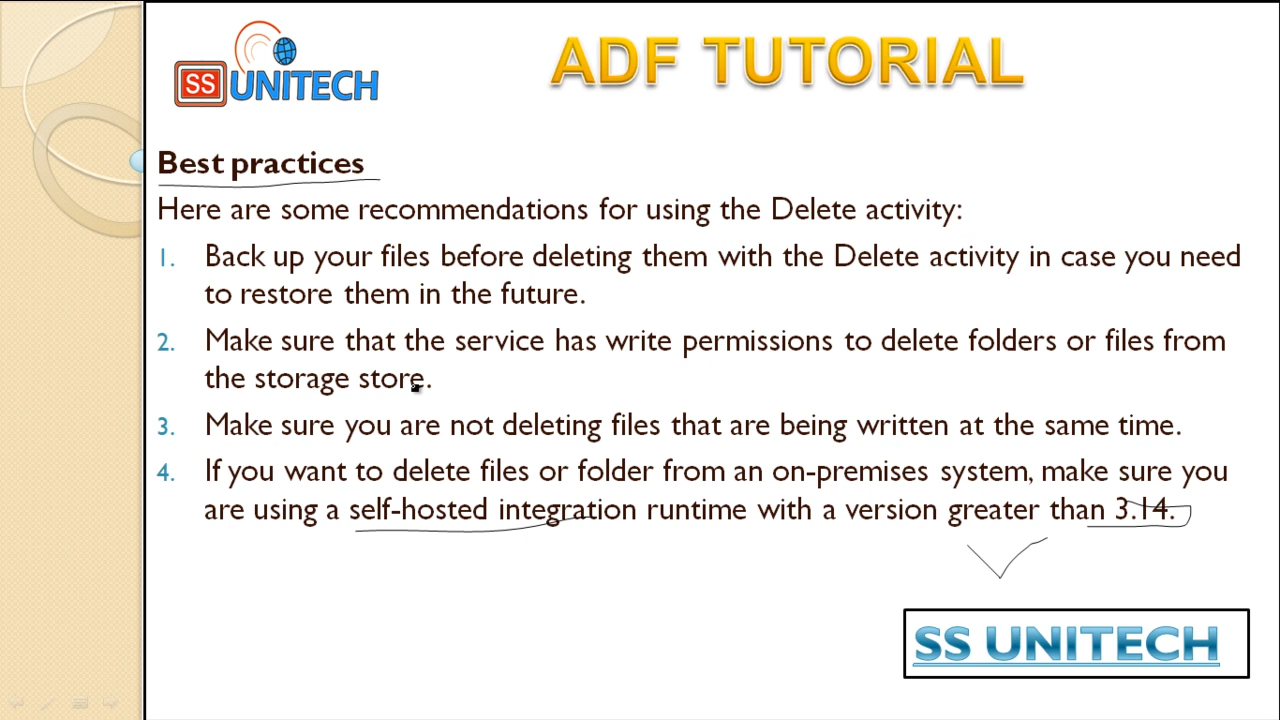 SS UNITECH
ADF TUTORIAL
Best practices
Here are some recommendations for using the Delete activity:
1. Back up your files before deleting them with the Delete activity in case you need
to restore them in the future.
2. Make sure that the service has write permissions to delete folders or files from
the storage store.
3. Make sure you are not deleting files that are being written at the same time.
4. If you want to delete files or folder from an on-premises system, make sure you
are using a self-hosted integration runtime with a version greater than 3.14.
SS UNITECH